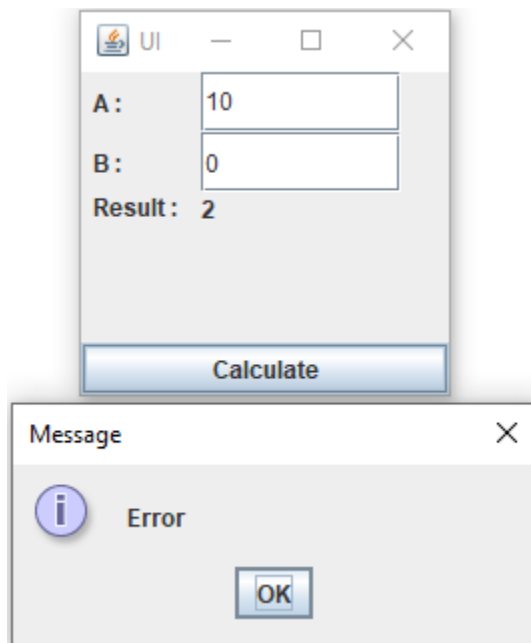 UI
A : 10
B : 0
Result : 2
Calculate
Message
Error
OK